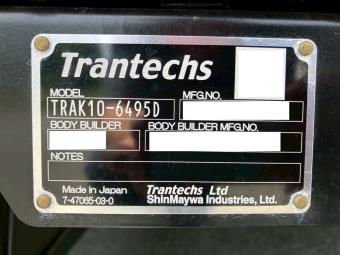 Trantechs
MODEL MFG.NO.
TRAK10-6495D
BODY BUILDER BODY BUILDER MFG.NO.
NOTES
Made in Japan Trantechs Ltd
7-47065-03-0 ShinMaywa Industries, Ltd.